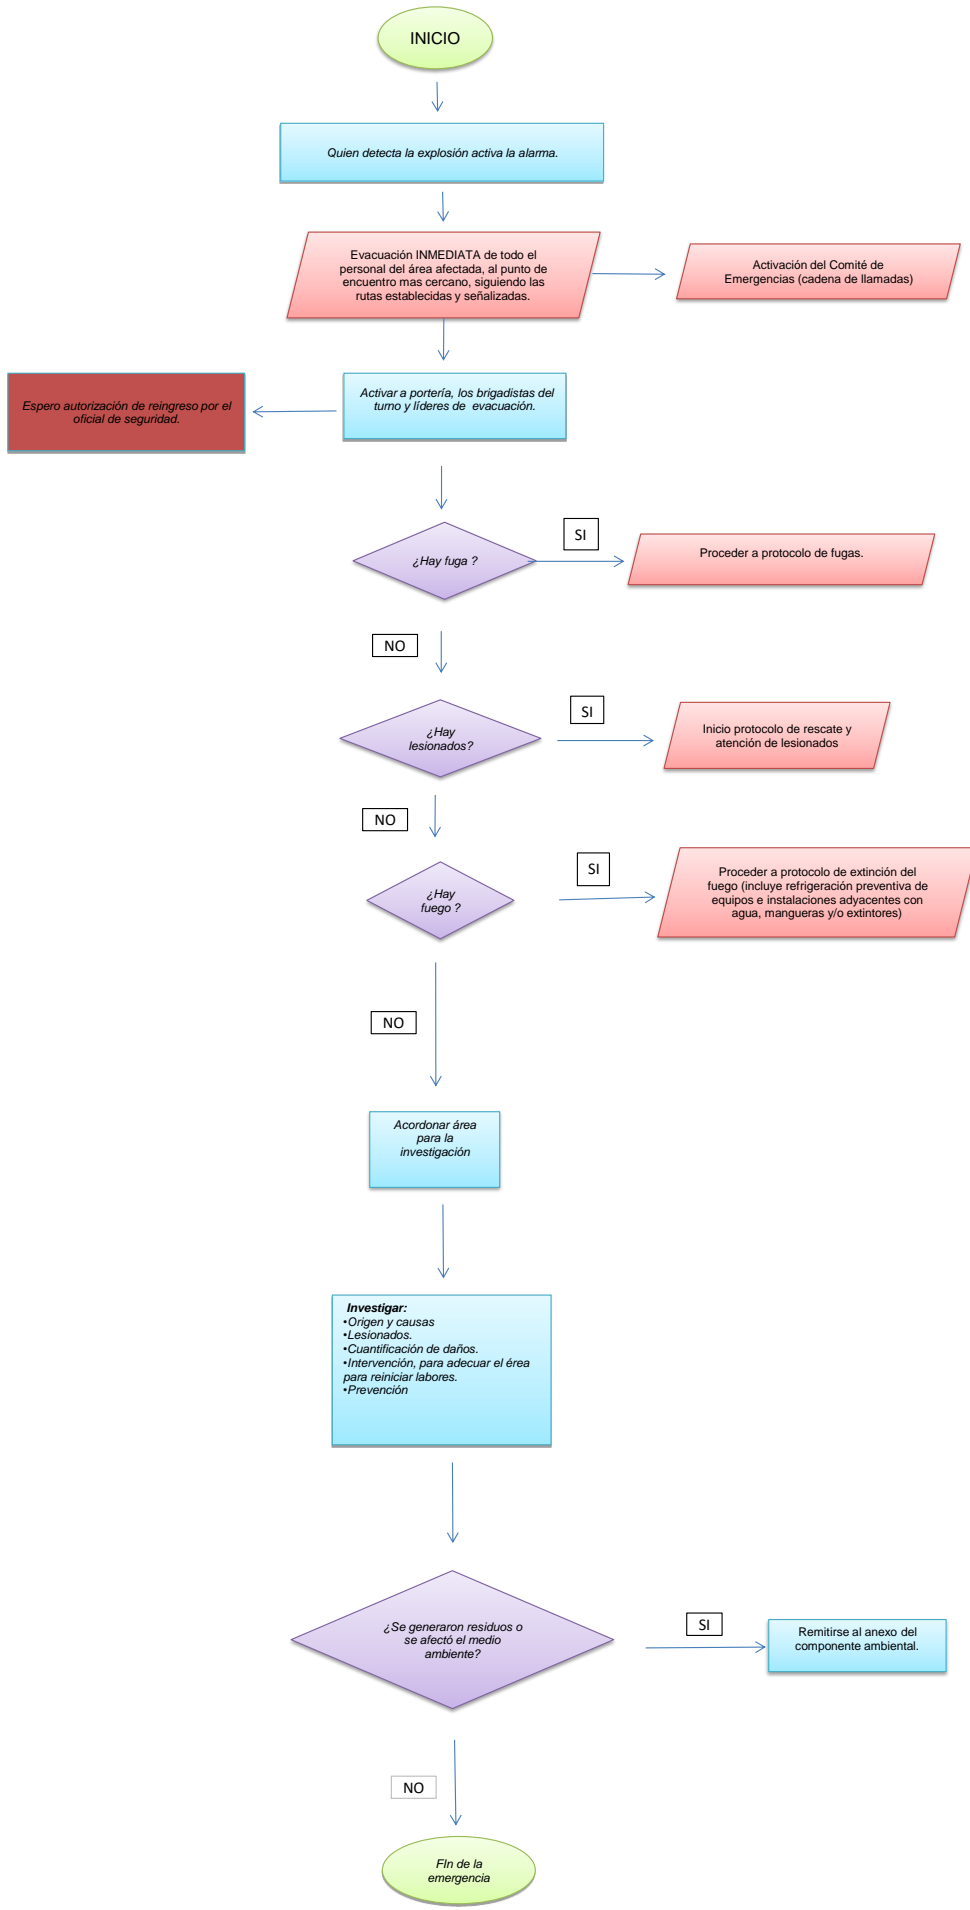 INICIO
Quien detecta la explosión activa la alarma.
Evacuación INMEDIATA de todo el
personal del área afectada, al punto de
encuentro mas cercano, siguiendo las
rutas establecidas y señalizadas.
Activación del Comité de
Emergencias (cadena de llamadas)
Espero autorización de reingreso por el
oficial de seguridad.
Activar a portería, los brigadistas del
turno y líderes de  evacuación.
¿Hay fuga ?
SI
Proceder a protocolo de fugas.
NO
¿Hay
lesionados?
SI
Inicio protocolo de rescate y
atención de lesionados
NO
¿Hay
fuego ?
SI
Proceder a protocolo de extinción del
fuego (incluye refrigeración preventiva de
equipos e instalaciones adyacentes con
agua, mangueras y/o extintores)
NO
Acordonar área
para la
investigación
Investigar:
•Origen y causas
•Lesionados.
•Cuantificación de daños.
•Intervención, para adecuar el érea
para reiniciar labores.
•Prevención
¿Se generaron residuos o
se afectó el medio
ambiente?
SI
Remitirse al anexo del
componente ambiental.
NO
FIn de la
emergencia